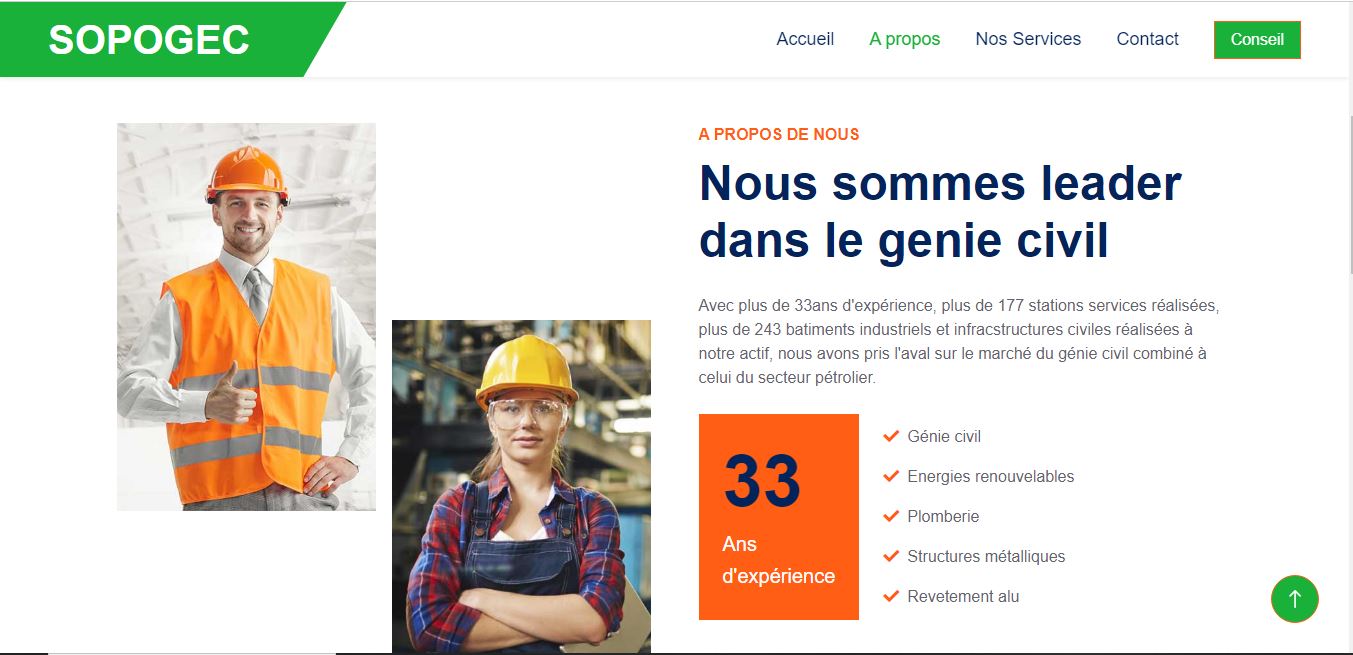 SOPOGEC
Accueil
A propos
Nos Services
Contact
Conseil
A PROPOS DE NOUS
Nous sommes leader
dans le genie civil
Avec plus de 33ans d'expérience, plus de 177 stations services réalisées,
plus de 243 batiments industriels et infracstructures civiles réalisées à
notre actif, nous avons pris l'aval sur le marché du génie civil combiné à
celui du secteur pétrolier.
33
Ans
d'expérience
Génie civil
Energies renouvelables
Plomberie
Structures métalliques
Revetement alu